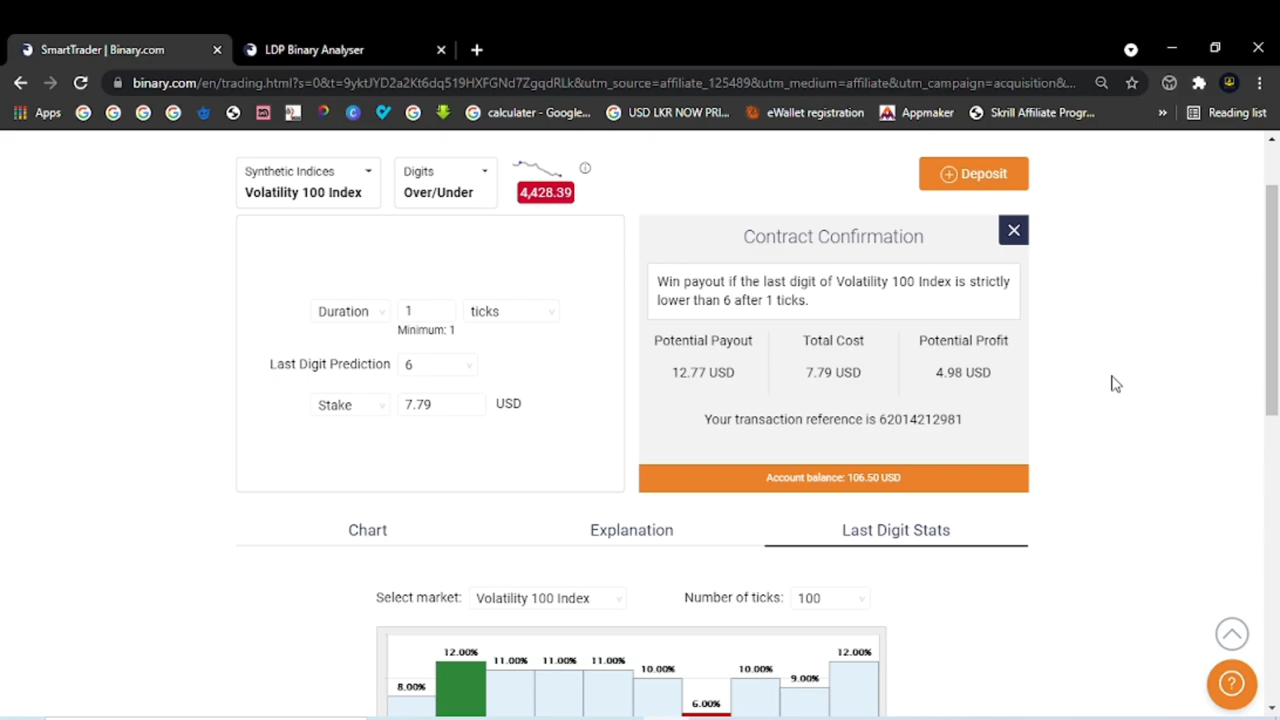 SmartTrader | Binary.com
LDP Binary Analyser
binary.com/en/trading.html?s=0&t=9yktJYD2a2Kt6dq519HXFGNd7ZgqdRLk&utm_source=affiliate_125489&utm_medium=affiliate&utm_campaign=acquisition&...
Apps
calculater - Google...
USD LKR NOW PRI...
eWallet registration
Appmaker
Skrill Affiliate Progr...
»
Reading list
Synthetic Indices
Volatility 100 Index
Digits
Over/Under
4,428.39
Deposit
Contract Confirmation
Win payout if the last digit of Volatility 100 Index is strictly
lower than 6 after 1 ticks.
Duration 1 ticks
Minimum: 1
Last Digit Prediction 6
Stake 7.79 USD
Potential Payout Total Cost Potential Profit
12.77 USD 7.79 USD 4.98 USD
Your transaction reference is 62014212981
Account balance: 106.50 USD
Chart Explanation Last Digit Stats
Select market: Volatility 100 Index Number of ticks: 100
8.00% 12.00% 11.00% 11.00% 11.00% 10.00% 6.00% 10.00% 9.00% 12.00%